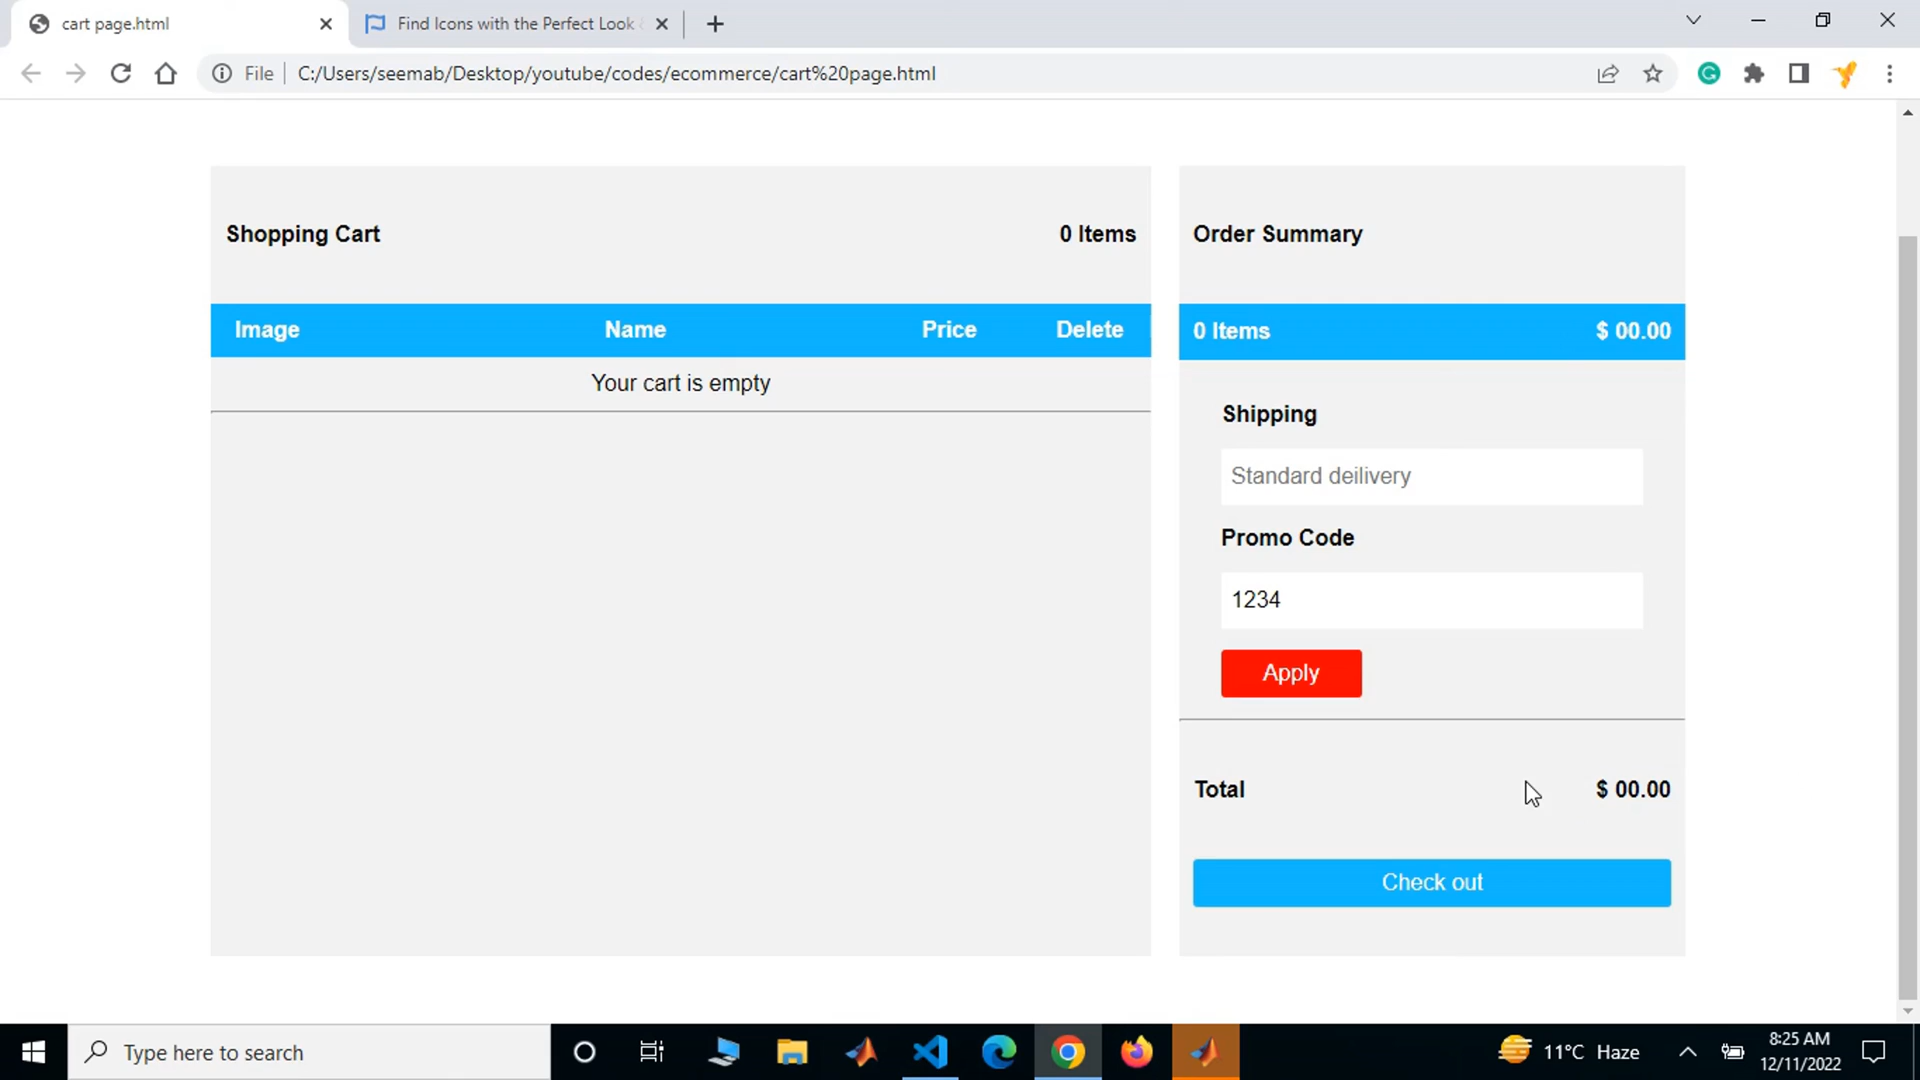 cart page.html
Find Icons with the Perfect Look
File
C:/Users/seemab/Desktop/youtube/codes/ecommerce/cart%20page.html
Shopping Cart
0 Items
Image
Name
Price
Delete
Your cart is empty
Order Summary
0 Items
$ 00.00
Shipping
Standard deilivery
Promo Code
1234
Apply
Total
$ 00.00
Check out
Type here to search
11°C Haze
8:25 AM
12/11/2022